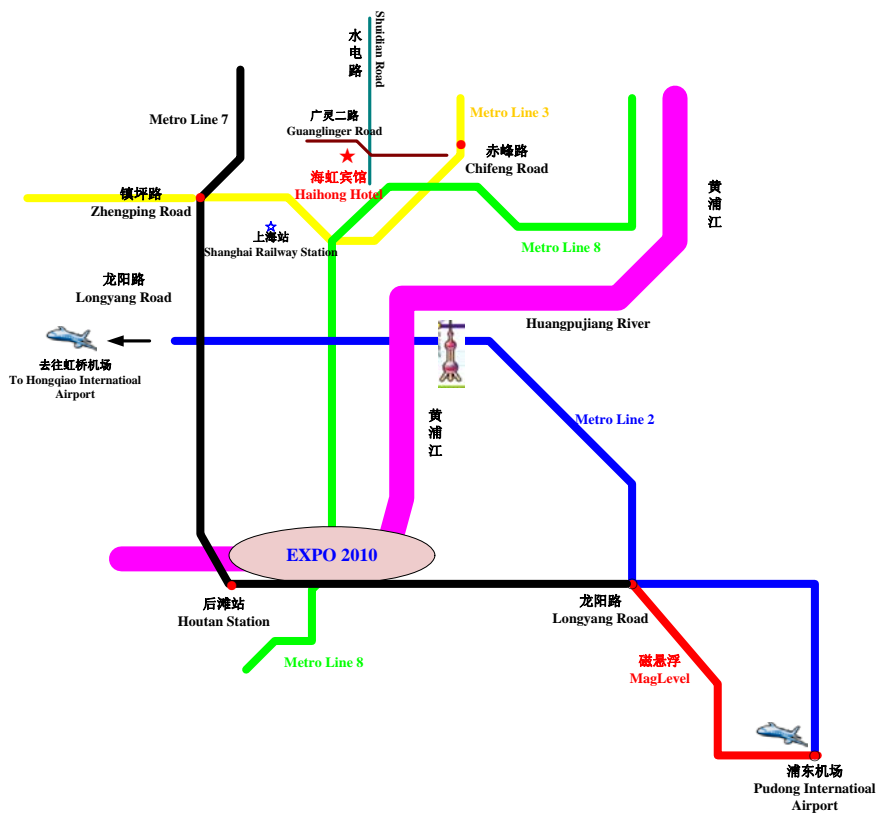 水电路
Shuidian Road
Metro Line 7
广灵二路
Guanglinger Road
Metro Line 3
赤峰路
Chifeng Road
海虹宾馆
Haihong Hotel
镇坪路
Zhengping Road
黄浦江
上海站
Shanghai Railway Station
Metro Line 8
龙阳路
Longyang Road
Huangpujiang River
去往虹桥机场
To Hongqiao Internatioal
Airport
黄浦江
Metro Line 2
EXPO 2010
后滩站
Houtan Station
龙阳路
Longyang Road
Metro Line 8
磁悬浮
MagLevel
浦东机场
Pudong Internatioal
Airport